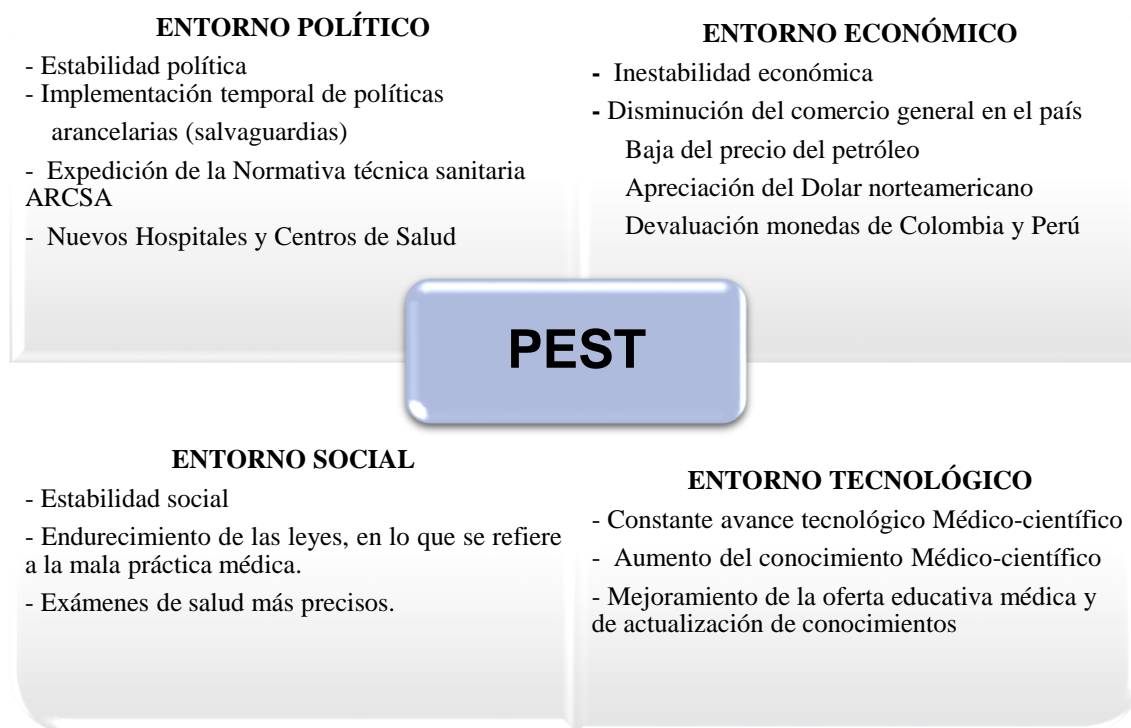 ENTORNO POLÍTICO
- Estabilidad política
- Implementación temporal de políticas
arancelarias (salvaguardias)
- Expedición de la Normativa técnica sanitaria
ARCSA
- Nuevos Hospitales y Centros de Salud
ENTORNO ECONÓMICO
- Inestabilidad económica
- Disminución del comercio general en el país
Baja del precio del petróleo
Apreciación del Dolar norteamericano
Devaluación monedas de Colombia y Perú
PEST
ENTORNO SOCIAL
- Estabilidad social
- Endurecimiento de las leyes, en lo que se refiere
a la mala práctica médica.
- Exámenes de salud más precisos.
ENTORNO TECNOLÓGICO
- Constante avance tecnológico Médico-científico
- Aumento del conocimiento Médico-científico
- Mejoramiento de la oferta educativa médica y
de actualización de conocimientos